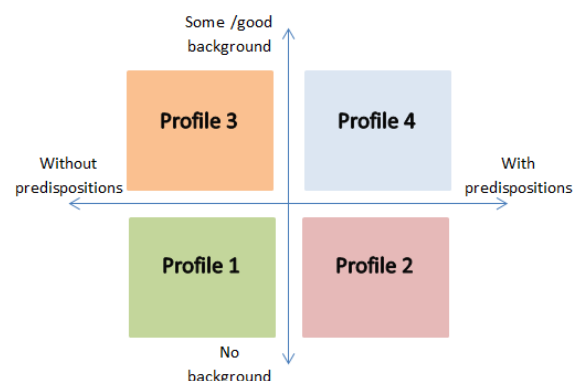 Some /good
background
Profile 3
Profile 4
Without
predispositions
With
predispositions
Profile 1
Profile 2
No
background